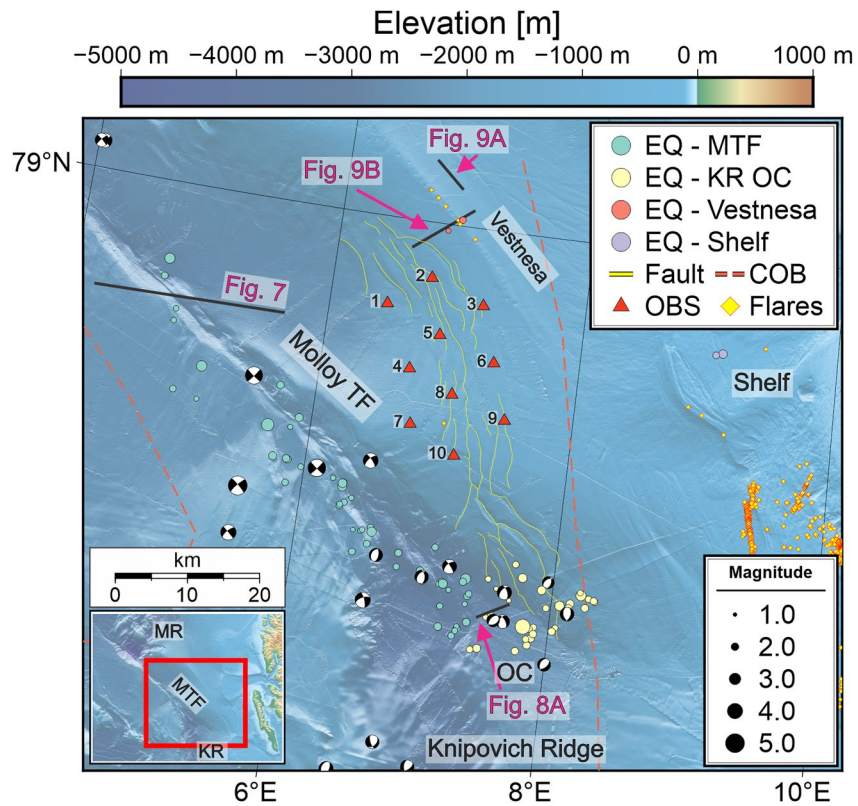 Elevation [m]
−5000 m −4000 m −3000 m −2000 m −1000 m 0 m 1000 m
79°N
Fig. 9A
Fig. 9B
Vestnesa
Fig. 7
Molloy TF
1
2
3
4
5
6
7
8
9
10
Shelf
EQ - MTF
EQ - KR OC
EQ - Vestnesa
EQ - Shelf
Fault COB
OBS Flares
km
0 10 20
MR
MTF
KR
OC
Fig. 8A
Knipovich Ridge
Magnitude
1.0
2.0
3.0
4.0
5.0
6°E 8°E 10°E